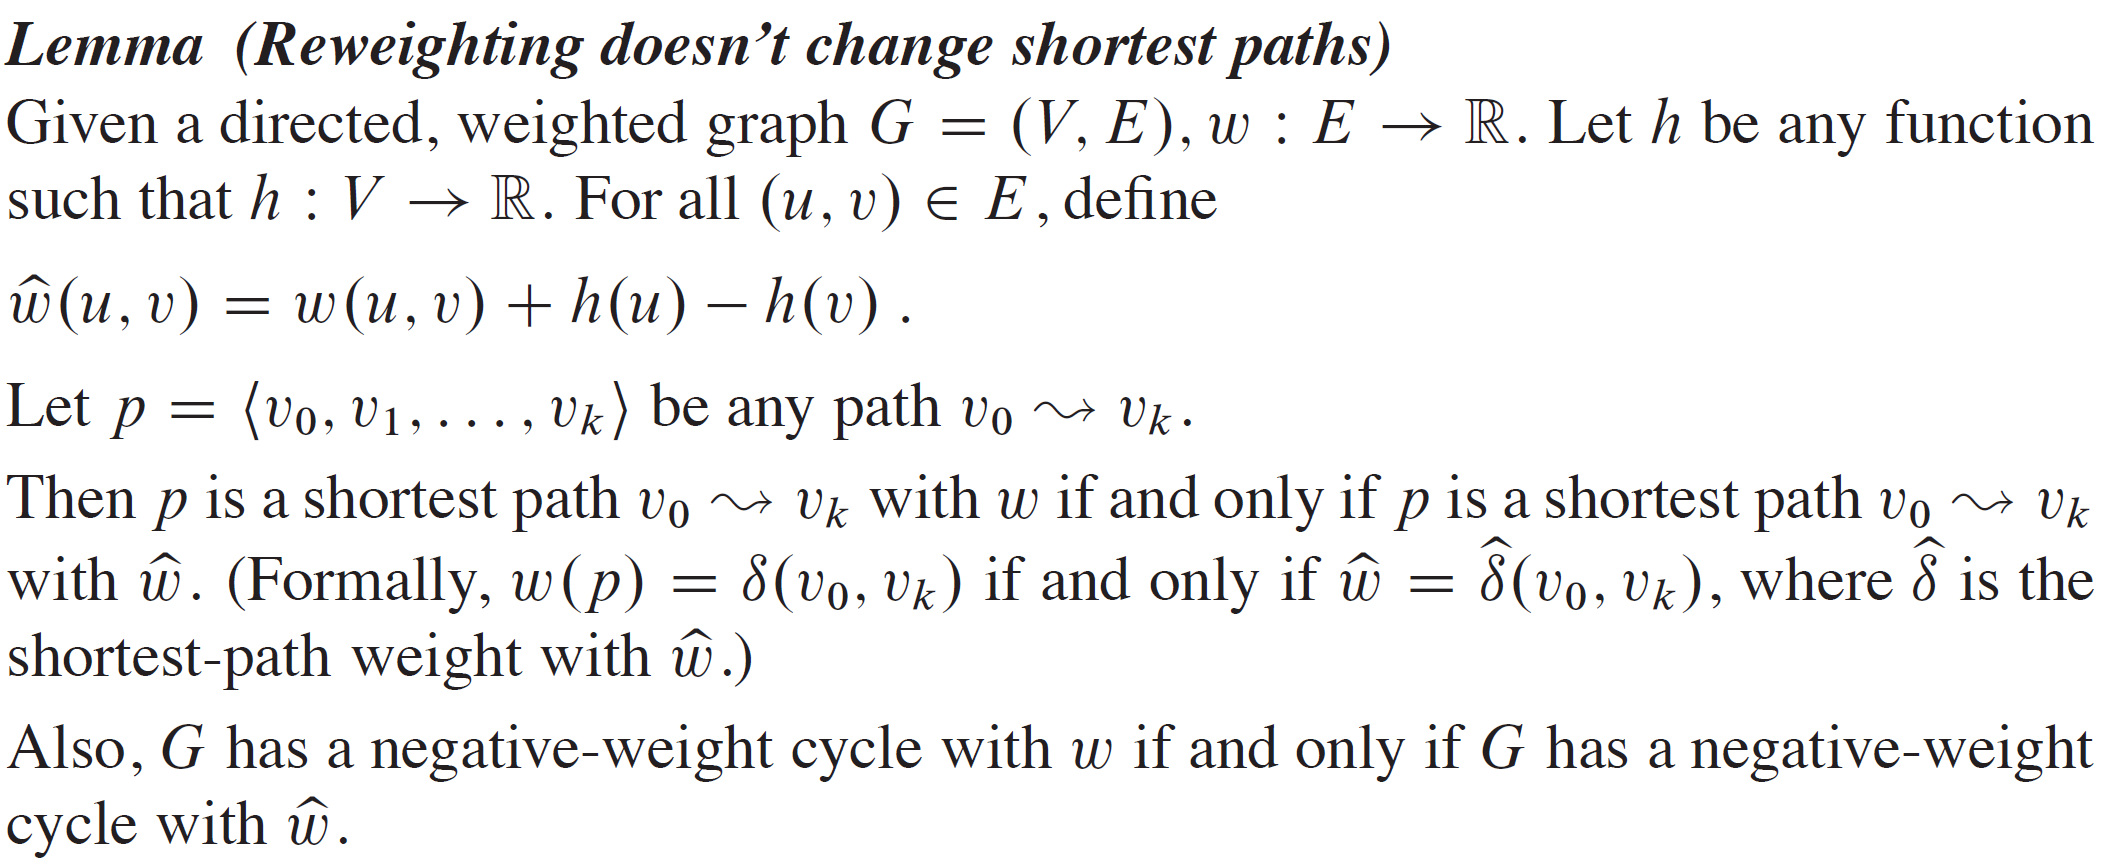 Lemma (Reweighting doesn’t change shortest paths)
Given a directed, weighted graph G = (V, E), w : E → ℝ. Let h be any function
such that h : V → ℝ. For all (u, v) ∈ E, define
ŵ(u, v) = w(u, v) + h(u) − h(v) .
Let p = ⟨v₀, v₁, . . . , vₖ⟩ be any path v₀ ⤳ vₖ.
Then p is a shortest path v₀ ⤳ vₖ with w if and only if p is a shortest path v₀ ⤳ vₖ
with ŵ. (Formally, w(p) = δ(v₀, vₖ) if and only if ŵ = δ̂(v₀, vₖ), where δ̂ is the
shortest-path weight with ŵ.)
Also, G has a negative-weight cycle with w if and only if G has a negative-weight
cycle with ŵ.